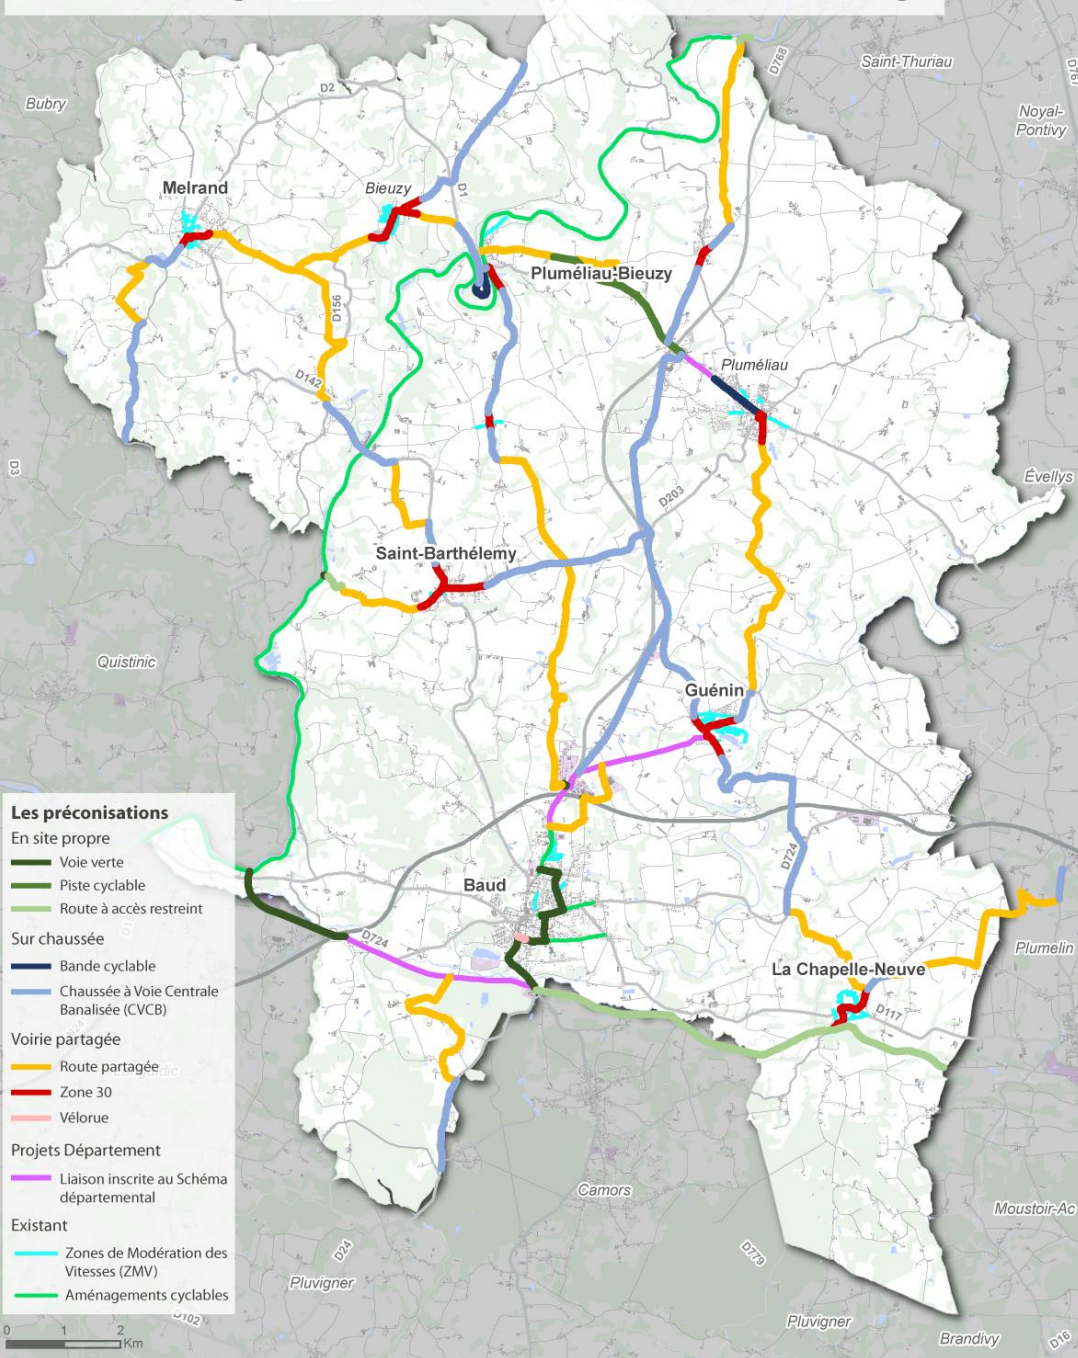 D768
Saint-Thuriau
D767
Bubry
D2
Noyal-
Pontivy
Melrand
Bieuzy
D1
Pluméliau-Bieuzy
D156
Pluméliau
D142
D3
Évellys
D203
Saint-Barthélemy
Quistinic
Guénin
Les préconisations
En site propre
Voie verte
Piste cyclable
Route à accès restreint
Sur chaussée
Bande cyclable
Chaussée à Voie Centrale
Banalisée (CVCB)
Voirie partagée
Route partagée
Zone 30
Vélorue
Projets Département
Liaison inscrite au Schéma
départemental
Existant
Zones de Modération des
Vitesses (ZMV)
Aménagements cyclables
D724
Baud
D724
Plumelin
La Chapelle-Neuve
D117
Camors
Moustoir-Ac
D24
D779
Pluvigner
D102
Pluvigner
Brandivy
D16
0 1 2
Km